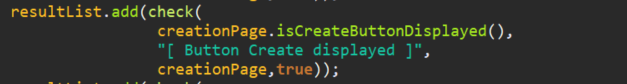 resultList.add(check(
creationPage.isCreateButtonDisplayed(),
"[ Button Create displayed ]",
creationPage,true));